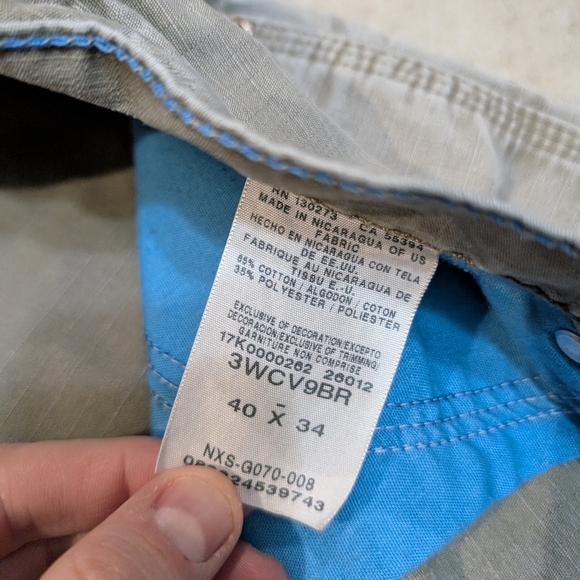 RN 130273 CA 55394
MADE IN NICARAGUA OF US
FABRIC
HECHO EN NICARAGUA CON TELA
DE EE.UU.
FABRIQUE AU NICARAGUA DE
TISSU E.-U.
65% COTTON / ALGODON / COTON
35% POLYESTER / POLIESTER
EXCLUSIVE OF DECORATION/EXCEPTO
DECORACION/EXCLUSIVE OF TRIMMING/
GARNITURE NON COMPRISE
17K0000262 26012
3WCV9BR
-
40 X 34
NXS-G070-008